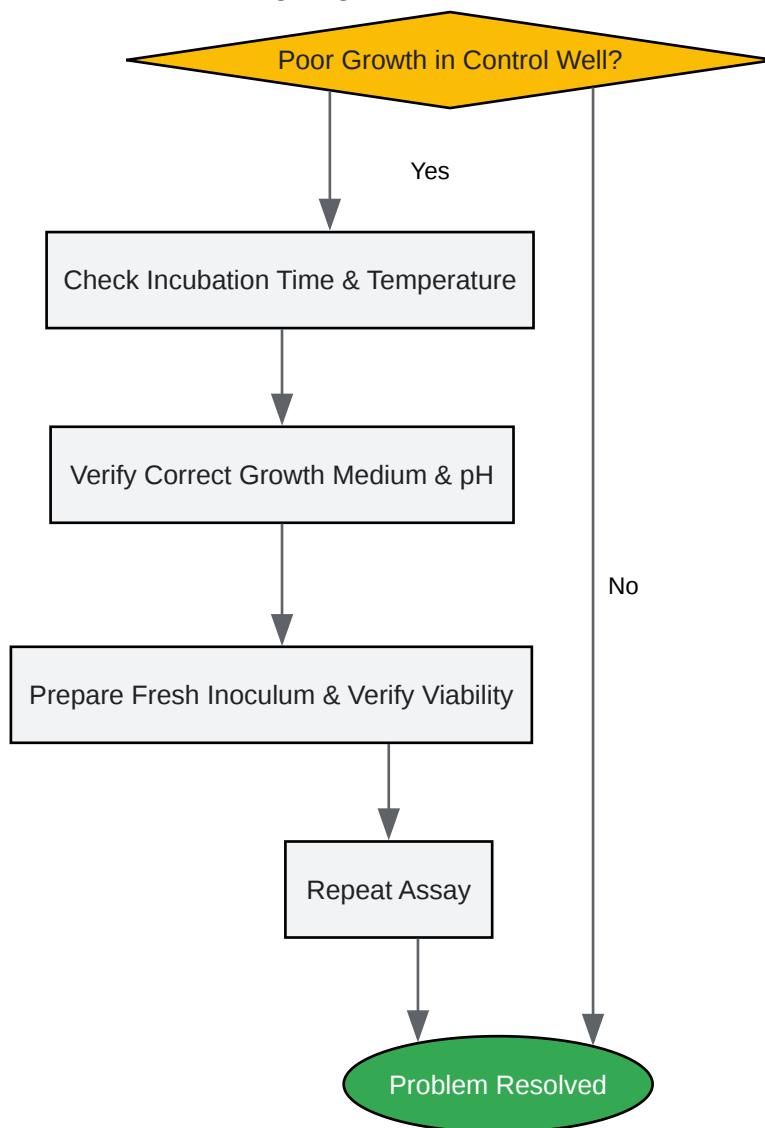 Poor Growth in Control Well?
Yes
Check Incubation Time & Temperature
Verify Correct Growth Medium & pH
No
Prepare Fresh Inoculum & Verify Viability
Repeat Assay
Problem Resolved